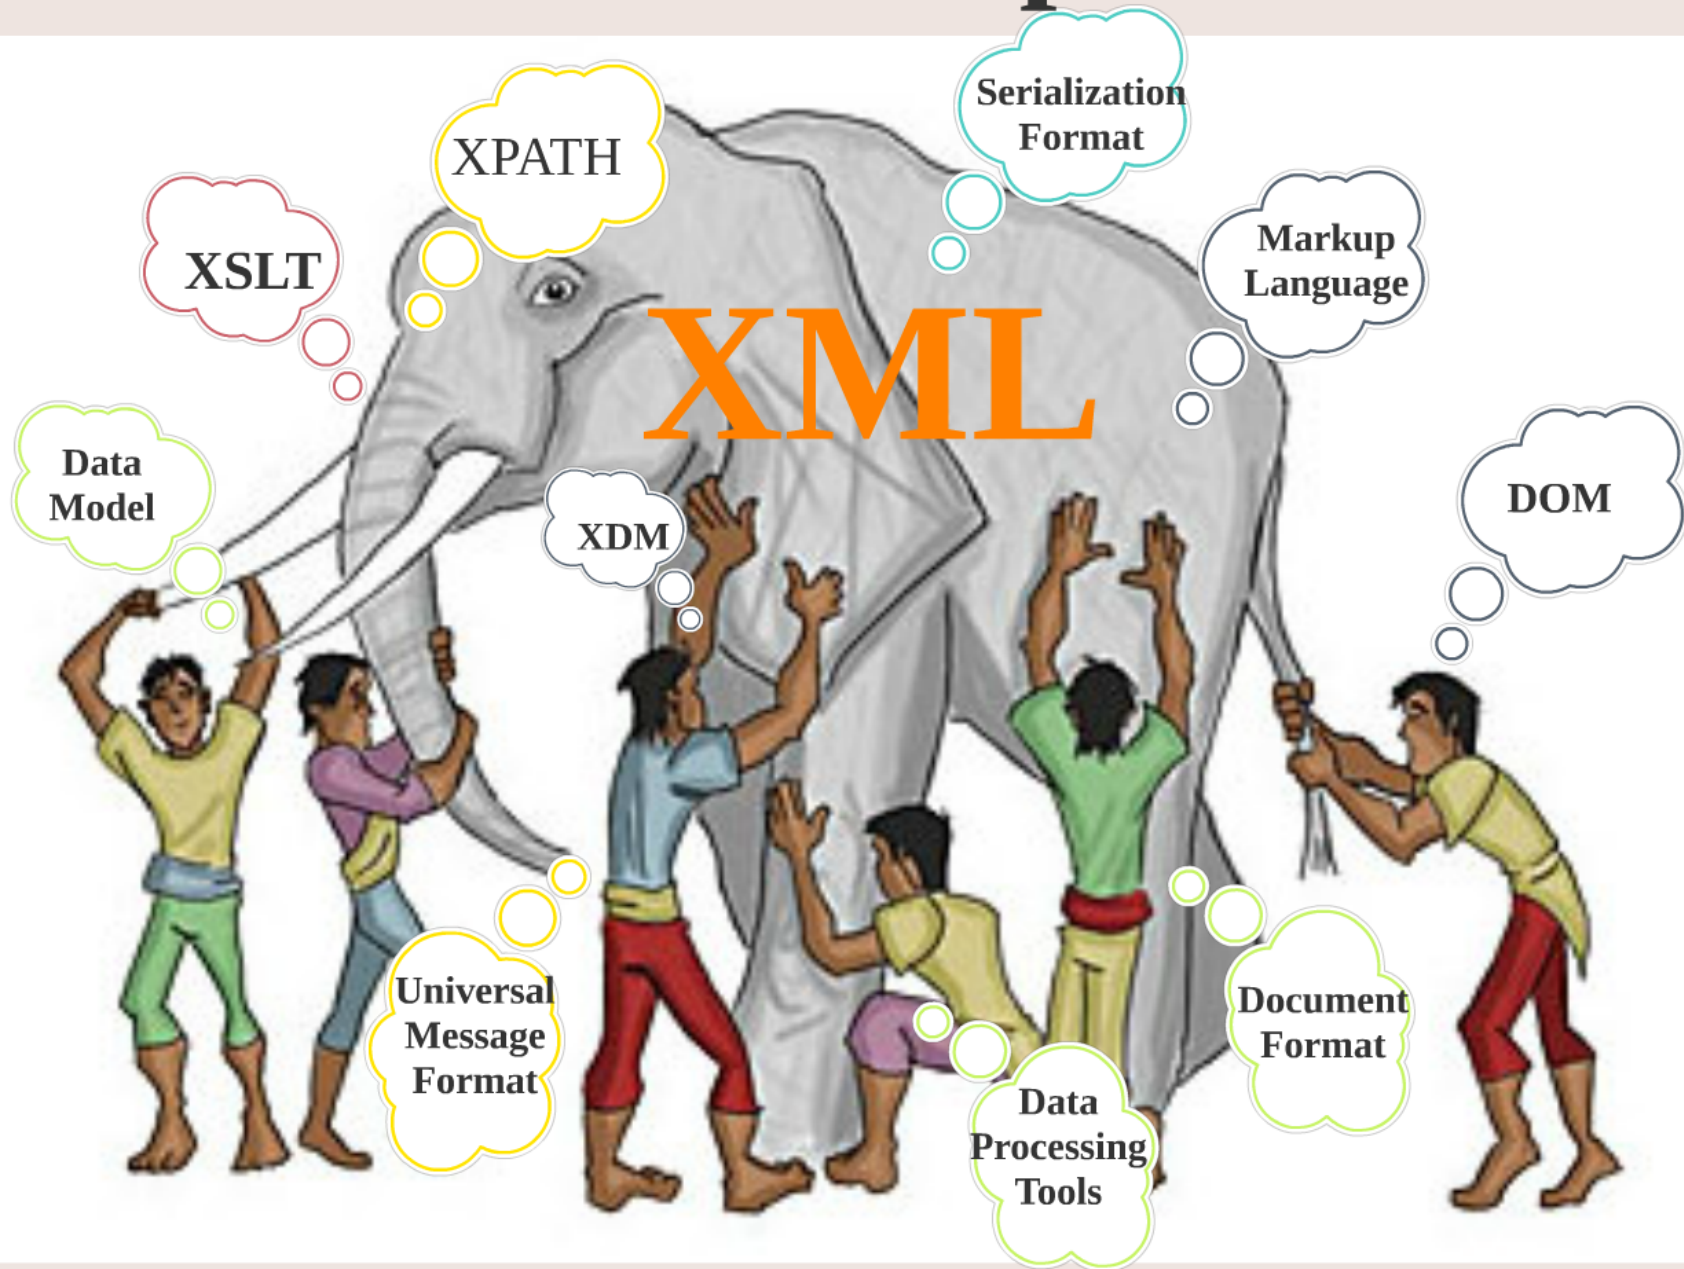 Serialization
Format
XPATH
Markup
Language
XSLT
XML
Data
Model
DOM
XDM
Universal
Message
Format
Document
Format
Data
Processing
Tools